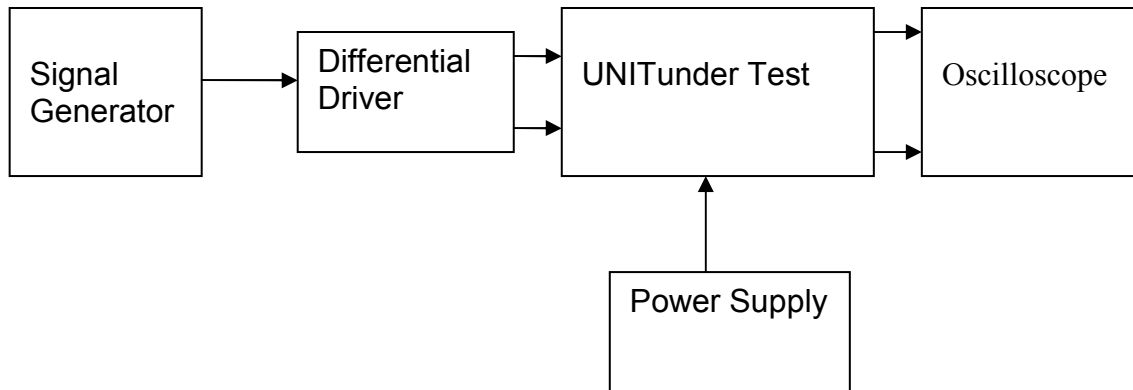 Signal
Generator
Differential
Driver
UNITunder Test
Oscilloscope
Power Supply